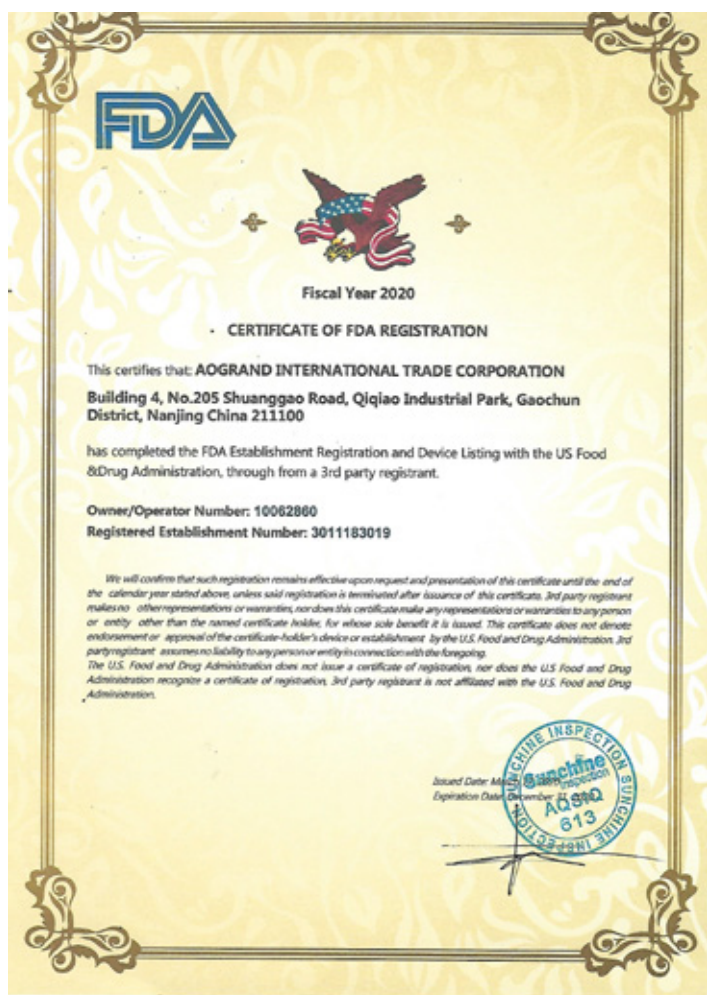 FDA
Fiscal Year 2020
- CERTIFICATE OF FDA REGISTRATION
This certifies that: AOGRAND INTERNATIONAL TRADE CORPORATION
Building 4, No.205 Shuanggao Road, Qiqiao Industrial Park, Gaochun
District, Nanjing China 211100
has completed the FDA Establishment Registration and Device Listing with the US Food
&Drug Administration, through from a 3rd party registrant.
Owner/Operator Number: 10062860
Registered Establishment Number: 3011183019
We will confirm that such registration remains effective upon request and presentation of this certificate until the end of
the calendar year stated above, unless said registration is terminated after issuance of this certificate. 3rd party registrant
makes no other representations or warranties, nor does this certificate make any representations or warranties to any person
or entity other than the named certificate holder, for whose sole benefit it is issued. This certificate does not denote
endorsement or approval of the certificate-holder's device or establishment by the U.S. Food and Drug Administration. 3rd
party registrant assumes no liability to any person or entity in connection with the foregoing.
The U.S. Food and Drug Administration does not issue a certificate of registration, nor does the U.S Food and Drug
Administration recognize a certificate of registration, 3rd party registrant is not affiliated with the U.S. Food and Drug
Administration.
Issued Date:
Expiration Date: December
SUNCHINE INSPECTION SUNCHINE INSPECTION
Sunchine
Inspection
AQSIQ
613